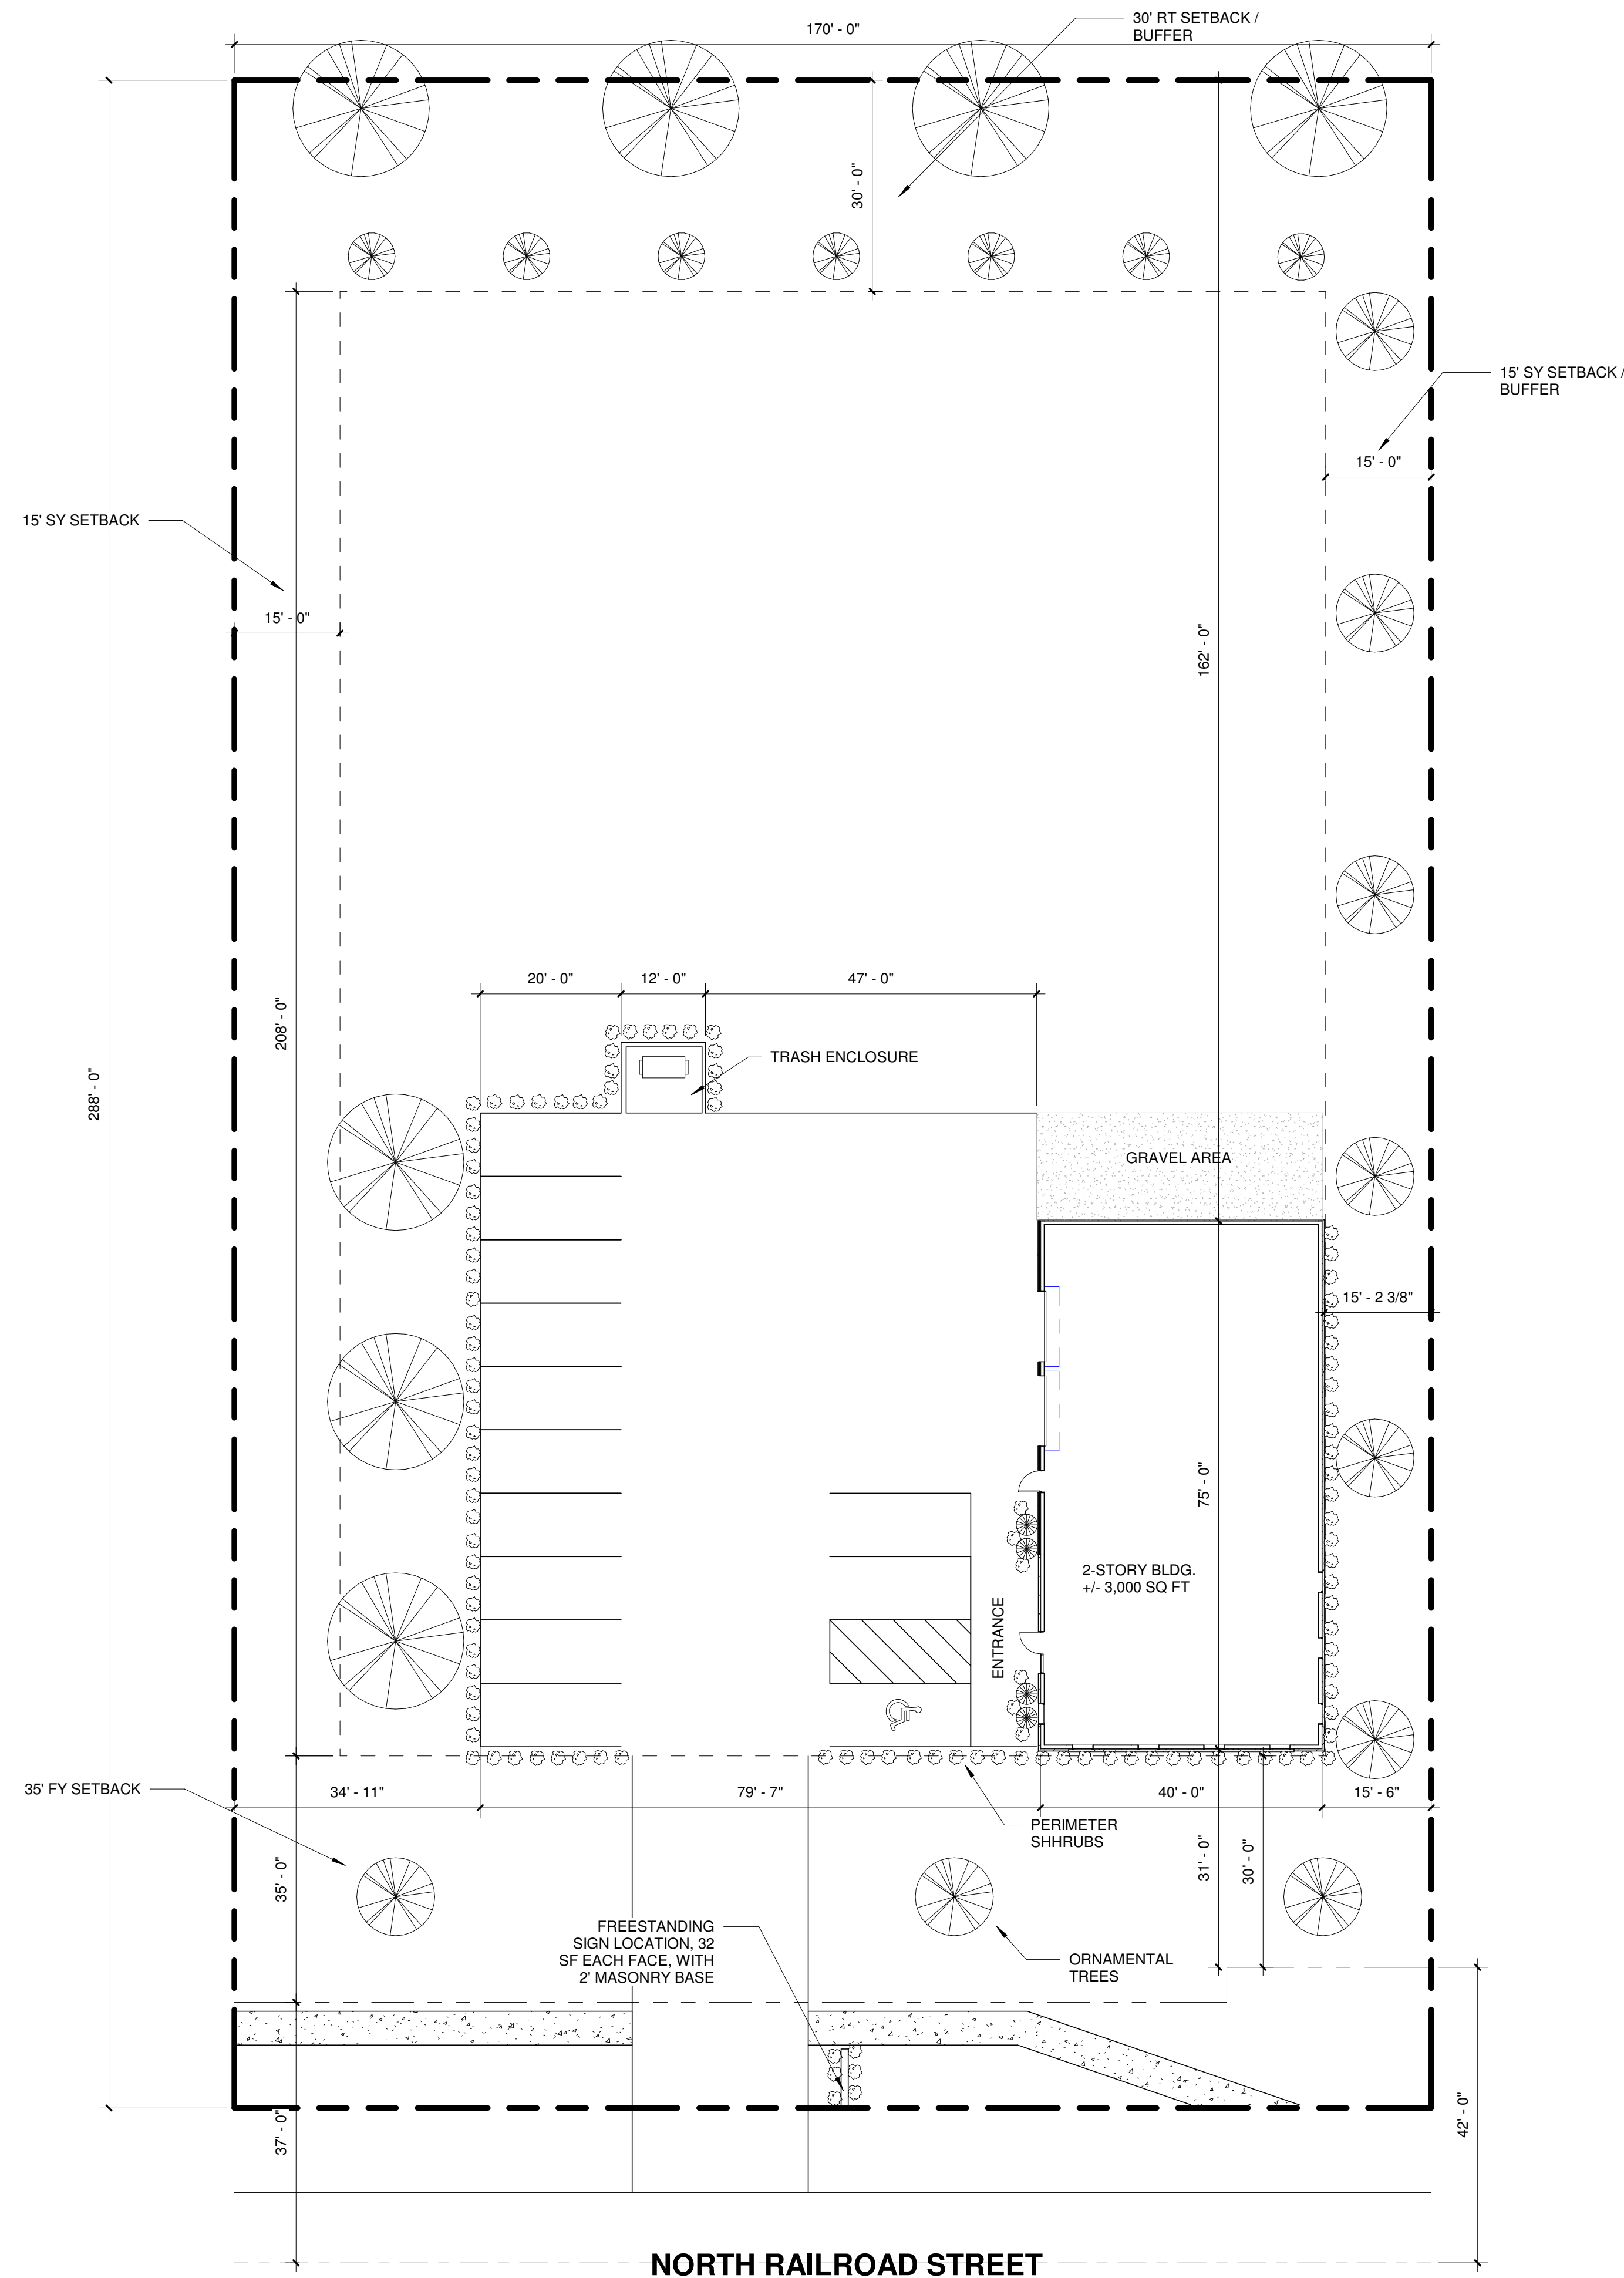 170' - 0"
30' RT SETBACK /
BUFFER
30' - 0"
15' SY SETBACK /
BUFFER
15' - 0"
15' SY SETBACK
15' - 0"
162' - 0"
208' - 0"
288' - 0"
20' - 0"
12' - 0"
47' - 0"
TRASH ENCLOSURE
GRAVEL AREA
15' - 2 3/8"
75' - 0"
2-STORY BLDG.
+/- 3,000 SQ FT
ENTRANCE
35' FY SETBACK
34' - 11"
79' - 7"
40' - 0"
15' - 6"
PERIMETER
SHHRUBS
35' - 0"
31' - 0"
30' - 0"
FREESTANDING
SIGN LOCATION, 32
SF EACH FACE, WITH
2' MASONRY BASE
ORNAMENTAL
TREES
37' - 0"
42' - 0"
NORTH RAILROAD STREET